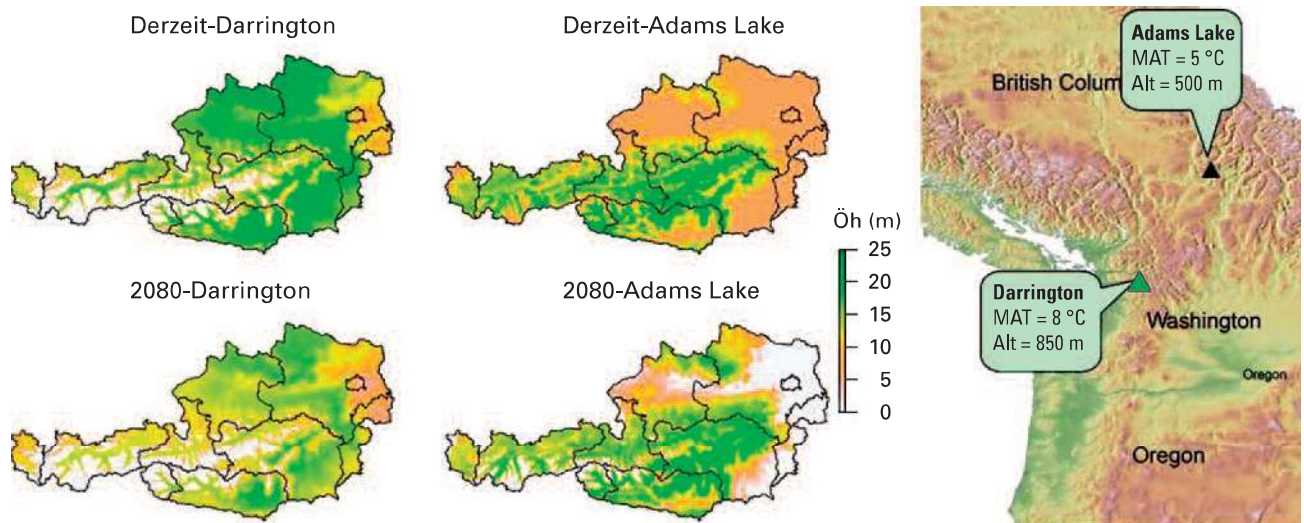 Derzeit-Darrington
Derzeit-Adams Lake
2080-Darrington
2080-Adams Lake
Öh (m)
25
20
15
10
5
0
Adams Lake
MAT = 5 °C
Alt = 500 m
British Colum
Darrington
MAT = 8 °C
Alt = 850 m
Washington
Oregon
Oregon